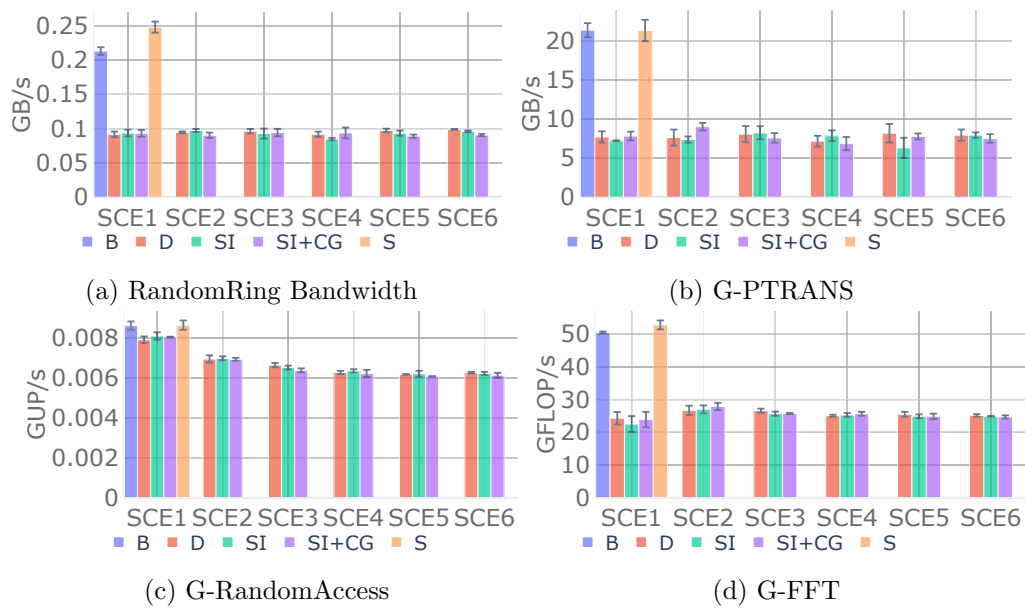 0.25
0.2
0.15
0.1
0.05
0
GB/s
SCE1 SCE2 SCE3 SCE4 SCE5 SCE6
B D SI SI+CG S
(a) RandomRing Bandwidth
20
15
10
5
0
GB/s
SCE1 SCE2 SCE3 SCE4 SCE5 SCE6
B D SI SI+CG S
(b) G-PTRANS
0.008
0.006
0.004
0.002
0
GUP/s
SCE1 SCE2 SCE3 SCE4 SCE5 SCE6
B D SI SI+CG S
(c) G-RandomAccess
50
40
30
20
10
0
GFLOP/s
SCE1 SCE2 SCE3 SCE4 SCE5 SCE6
B D SI SI+CG S
(d) G-FFT